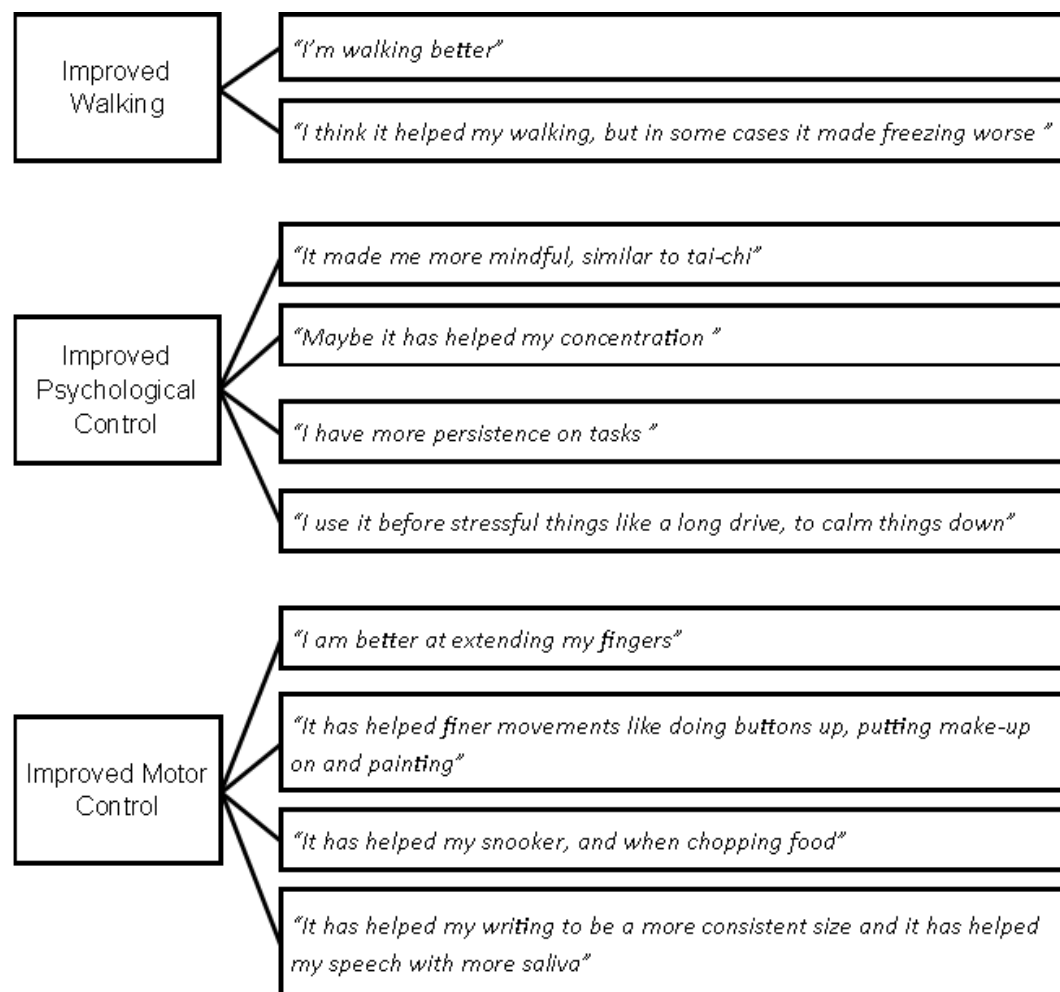 Improved
Walking
“I’m walking better”
“I think it helped my walking, but in some cases it made freezing worse ”
Improved
Psychological
Control
“It made me more mindful, similar to tai-chi”
“Maybe it has helped my concentration ”
“I have more persistence on tasks ”
“I use it before stressful things like a long drive, to calm things down”
Improved Motor
Control
“I am better at extending my fingers”
“It has helped finer movements like doing buttons up, putting make-up
on and painting”
“It has helped my snooker, and when chopping food”
“It has helped my writing to be a more consistent size and it has helped
my speech with more saliva”